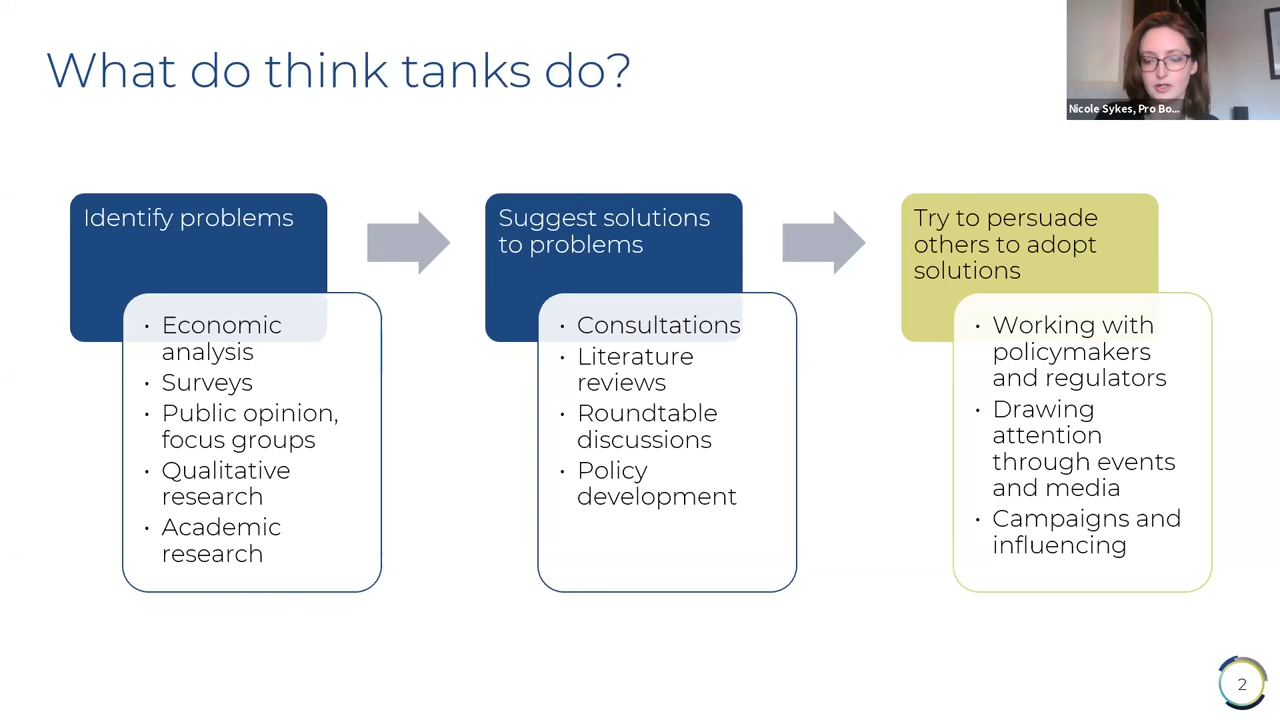 What do think tanks do?
Nicole Sykes, Pro Bo...
Identify problems
• Economic
analysis
• Surveys
• Public opinion,
focus groups
• Qualitative
research
• Academic
research
Suggest solutions
to problems
• Consultations
• Literature
reviews
• Roundtable
discussions
• Policy
development
Try to persuade
others to adopt
solutions
• Working with
policymakers
and regulators
• Drawing
attention
through events
and media
• Campaigns and
influencing
2